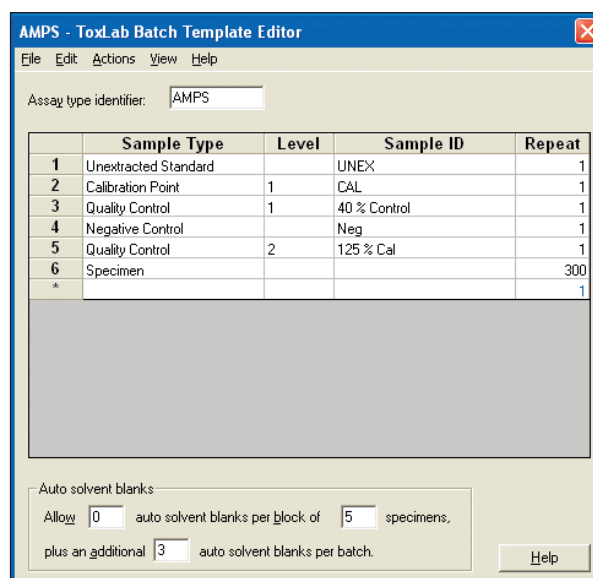 AMPS - ToxLab Batch Template Editor
File Edit Actions View Help
Assay type identifier: AMPS
Sample Type Level Sample ID Repeat
1 Unextracted Standard UNEX 1
2 Calibration Point 1 CAL 1
3 Quality Control 1 40 % Control 1
4 Negative Control Neg 1
5 Quality Control 2 125 % Cal 1
6 Specimen 300
* 1
Auto solvent blanks
Allow 0 auto solvent blanks per block of 5 specimens,
plus an additional 3 auto solvent blanks per batch.
Help